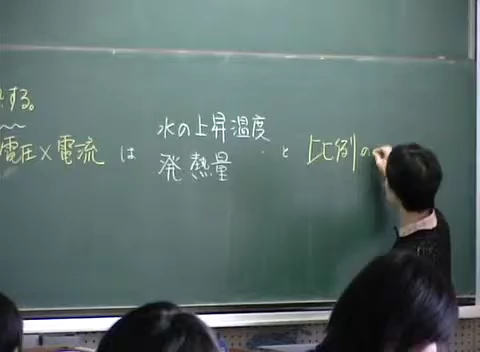 する。
電圧×電流 は 水の上昇温度 と 比例の
発熱量